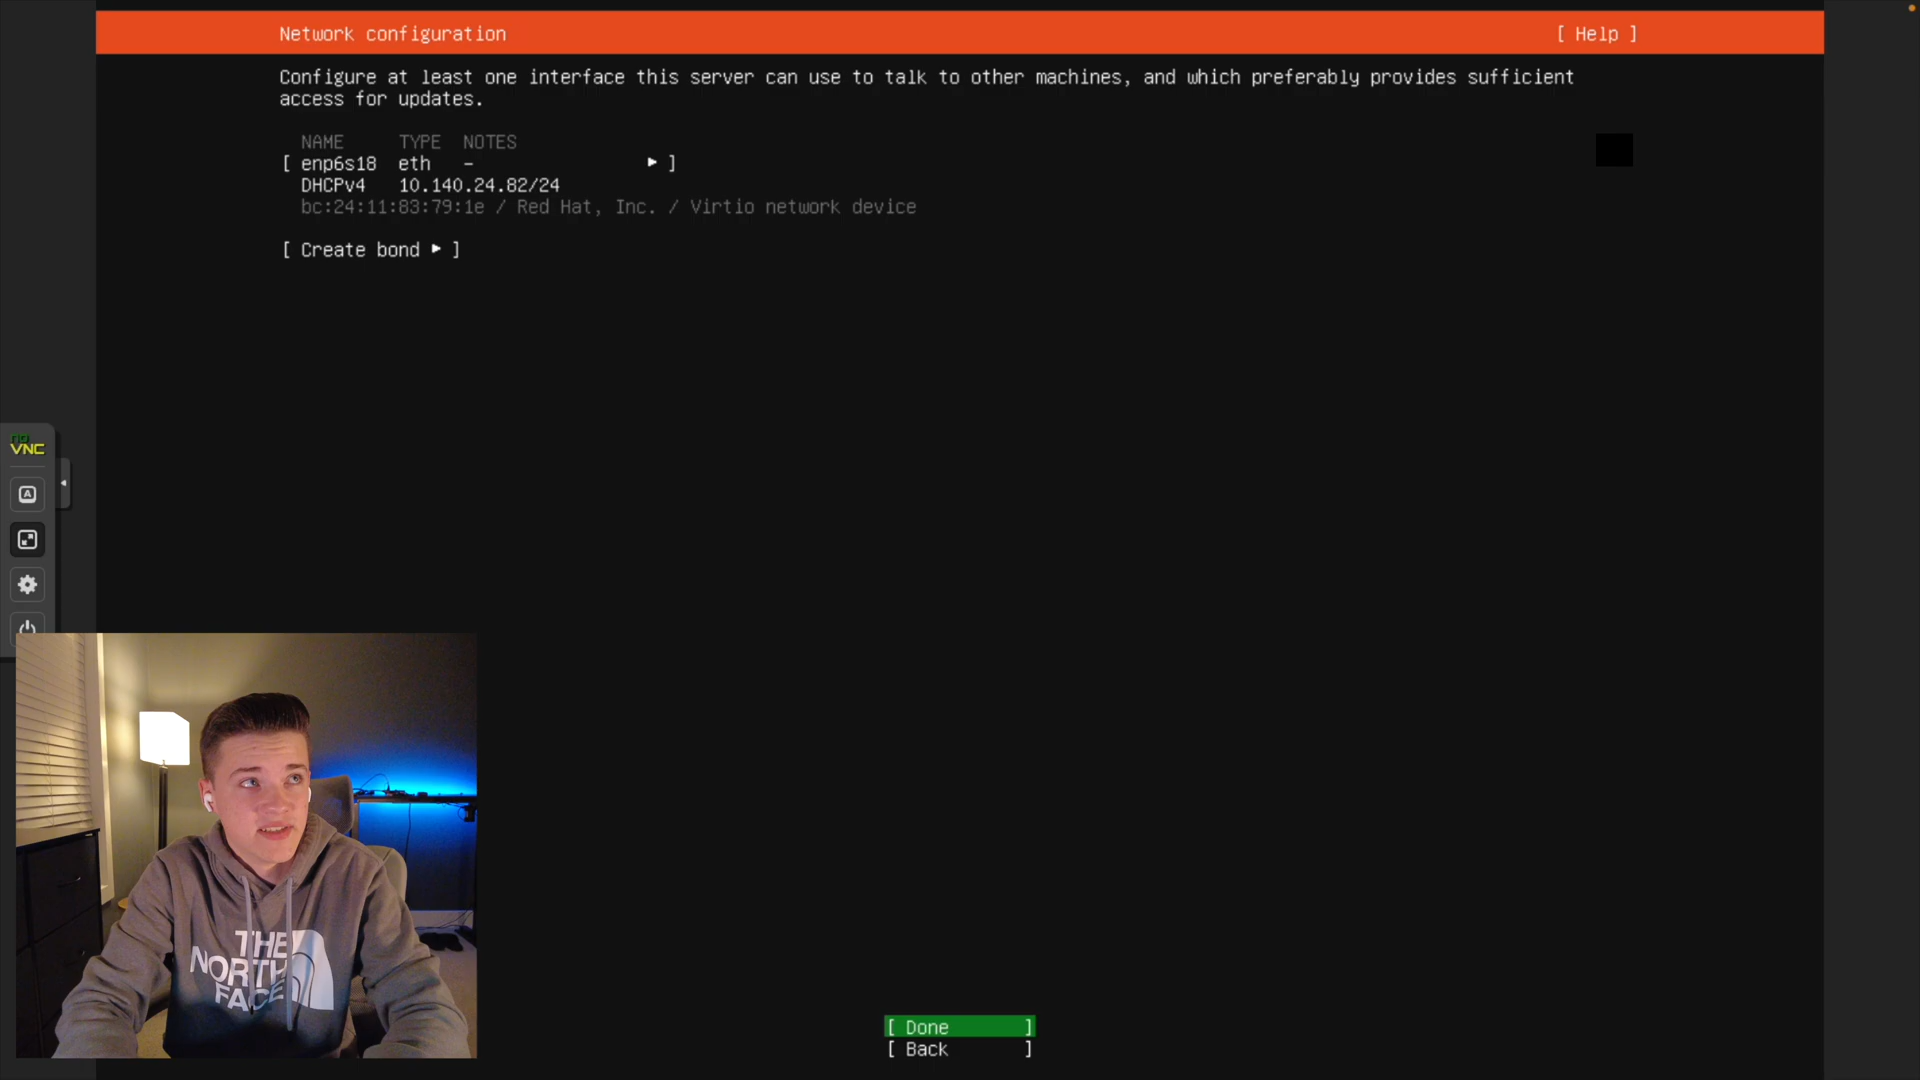 Network configuration [ Help ]
Configure at least one interface this server can use to talk to other machines, and which preferably provides sufficient
access for updates.
NAME TYPE NOTES
[ enp6s18 eth – ▸ ]
DHCPv4 10.140.24.82/24
bc:24:11:83:79:1e / Red Hat, Inc. / Virtio network device
[ Create bond ▸ ]
no
VNC
A
THE
NORTH
FACE
[ Done ]
[ Back ]